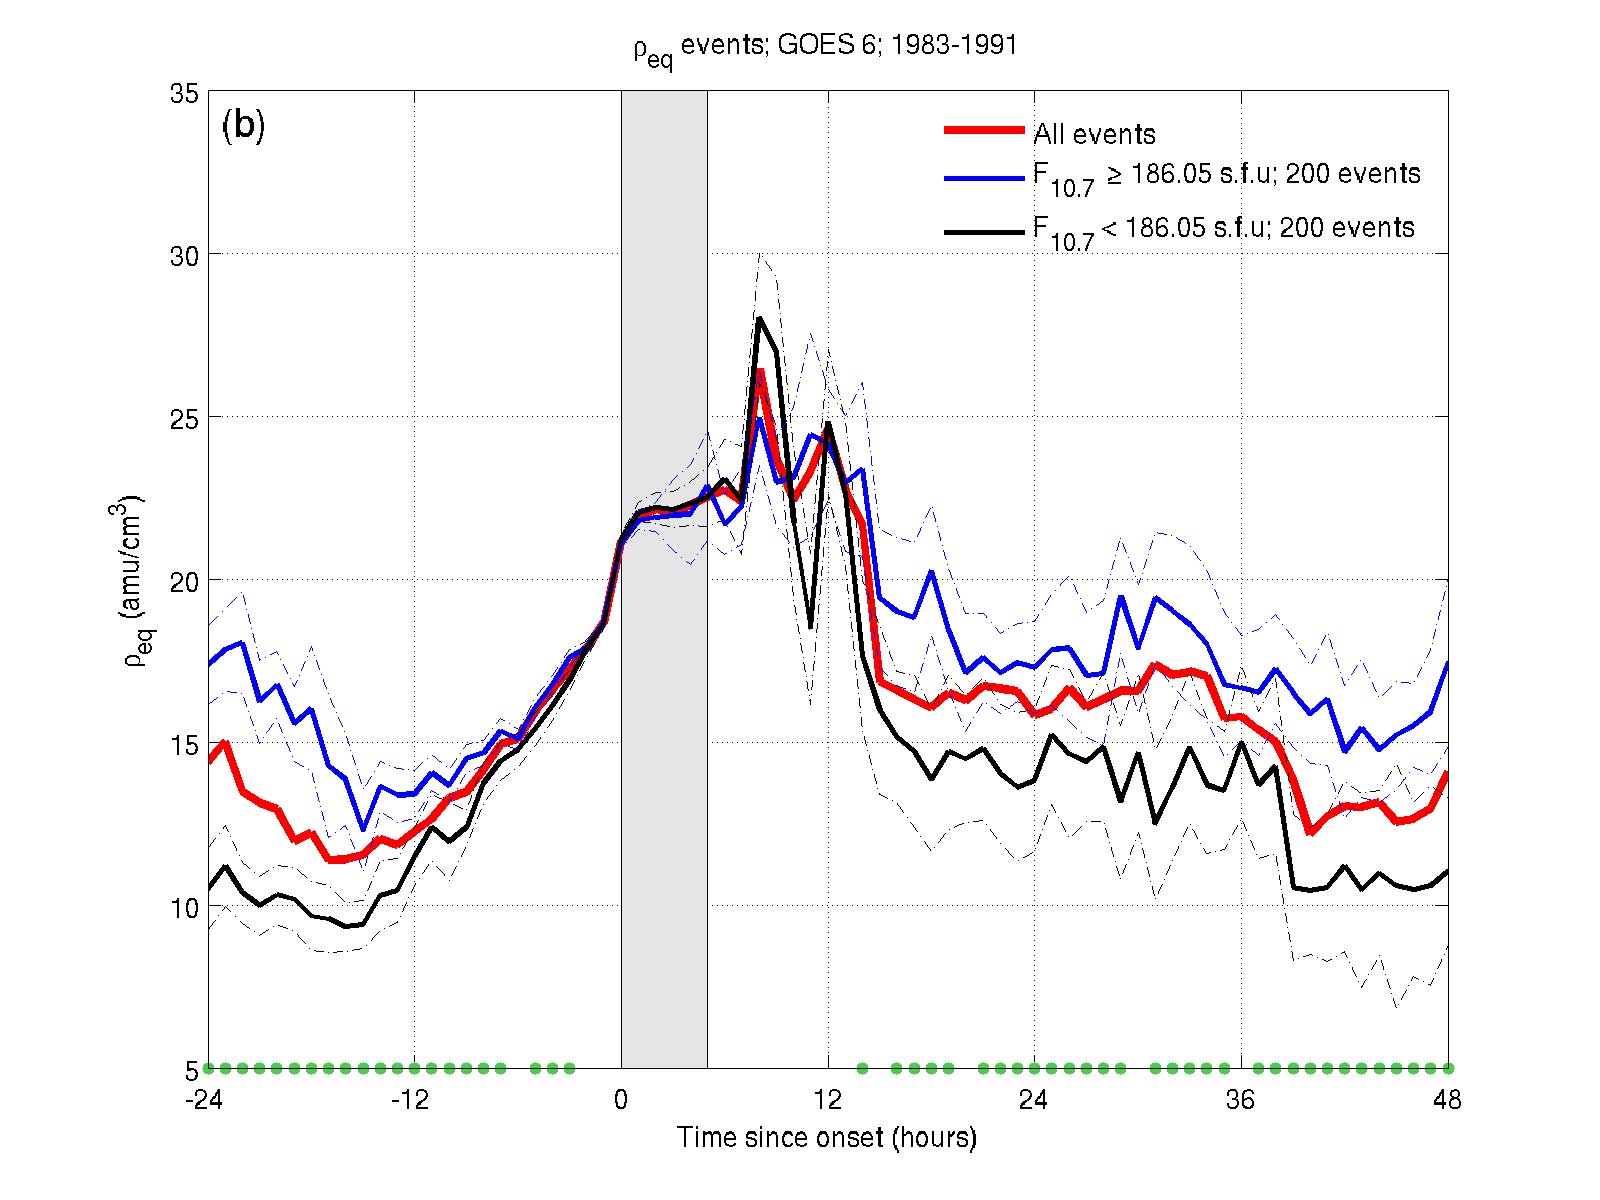 ρeq events; GOES 6; 1983-1991
(b)
All events
F10.7 ≥ 186.05 s.f.u; 200 events
F10.7 < 186.05 s.f.u; 200 events
35
30
25
20
15
10
5
ρeq (amu/cm3)
-24 -12 0 12 24 36 48
Time since onset (hours)